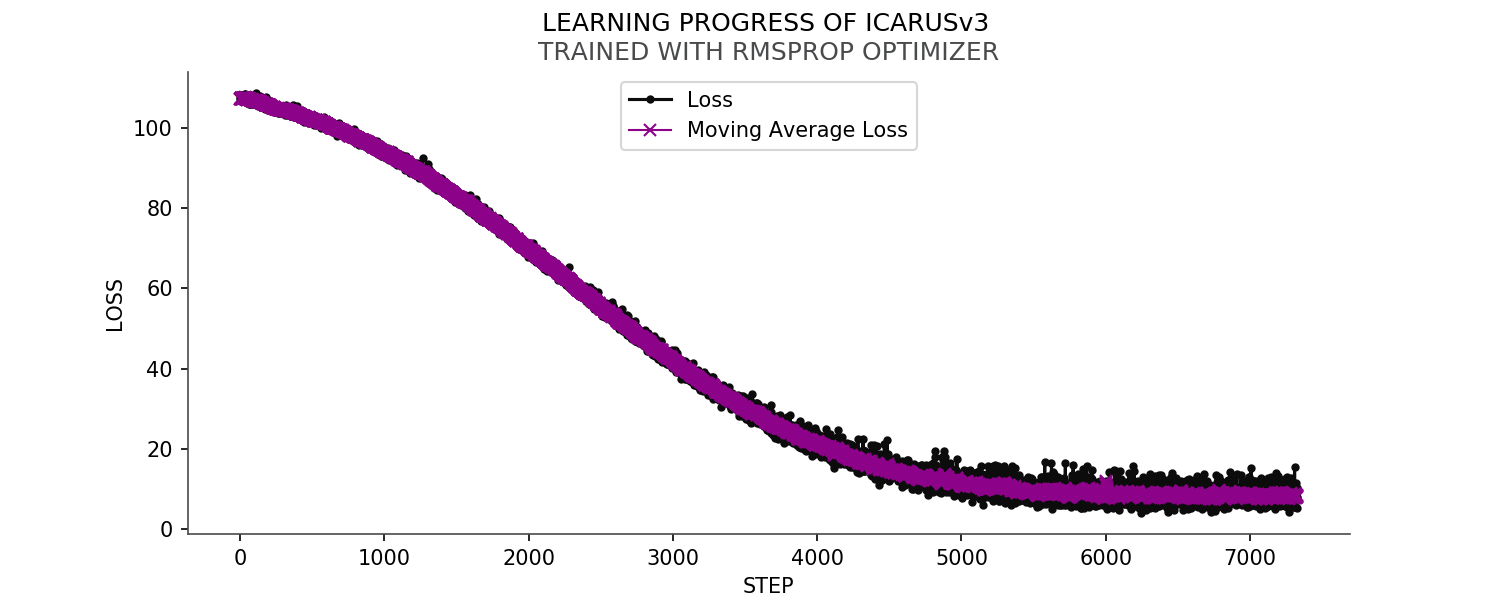 LEARNING PROGRESS OF ICARUSv3
TRAINED WITH RMSPROP OPTIMIZER
Loss
Moving Average Loss
LOSS
100
80
60
40
20
0
0 1000 2000 3000 4000 5000 6000 7000
STEP